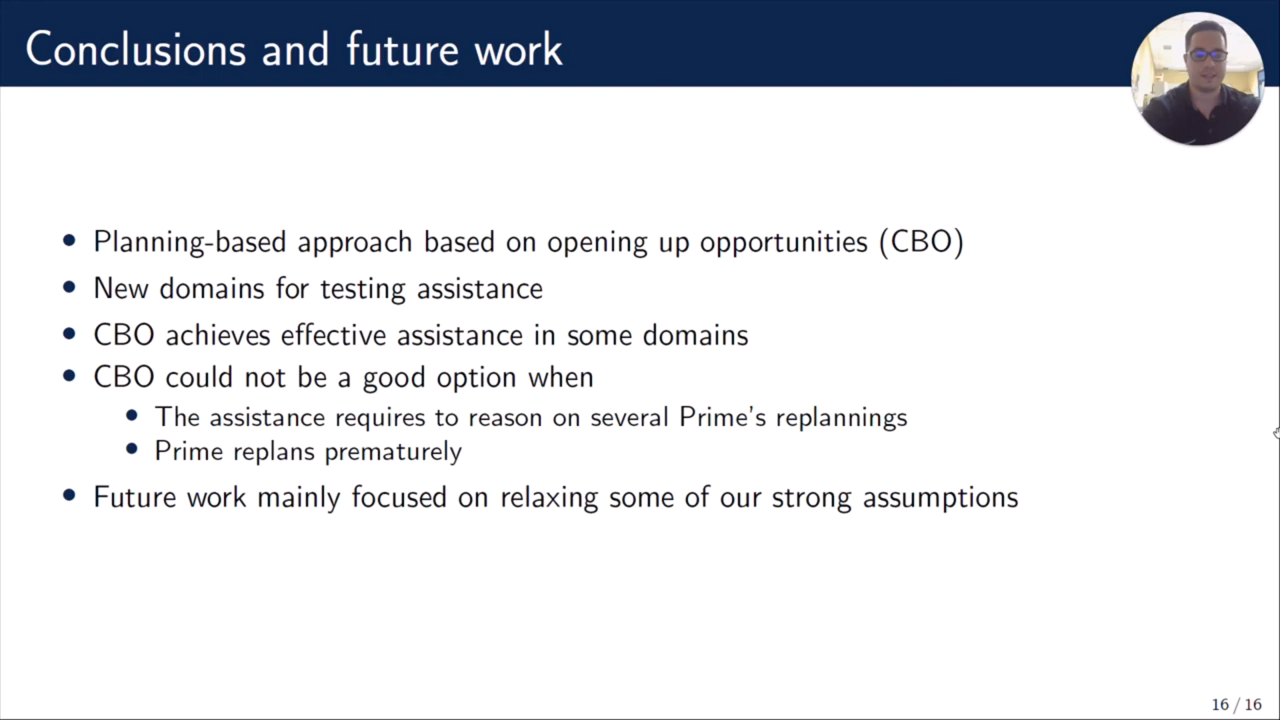 Conclusions and future work
• Planning-based approach based on opening up opportunities (CBO)
• New domains for testing assistance
• CBO achieves effective assistance in some domains
• CBO could not be a good option when
• The assistance requires to reason on several Prime's replannings
• Prime replans prematurely
• Future work mainly focused on relaxing some of our strong assumptions
16 / 16